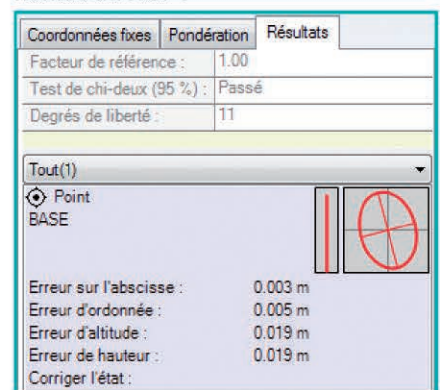 Coordonnées fixes Pondération Résultats
Facteur de référence : 1.00
Test de chi-deux (95 %) : Passé
Degrés de liberté : 11
Tout(1)
Point
BASE
Erreur sur l'abscisse : 0.003 m
Erreur d'ordonnée : 0.005 m
Erreur d'altitude : 0.019 m
Erreur de hauteur : 0.019 m
Corriger l'état :